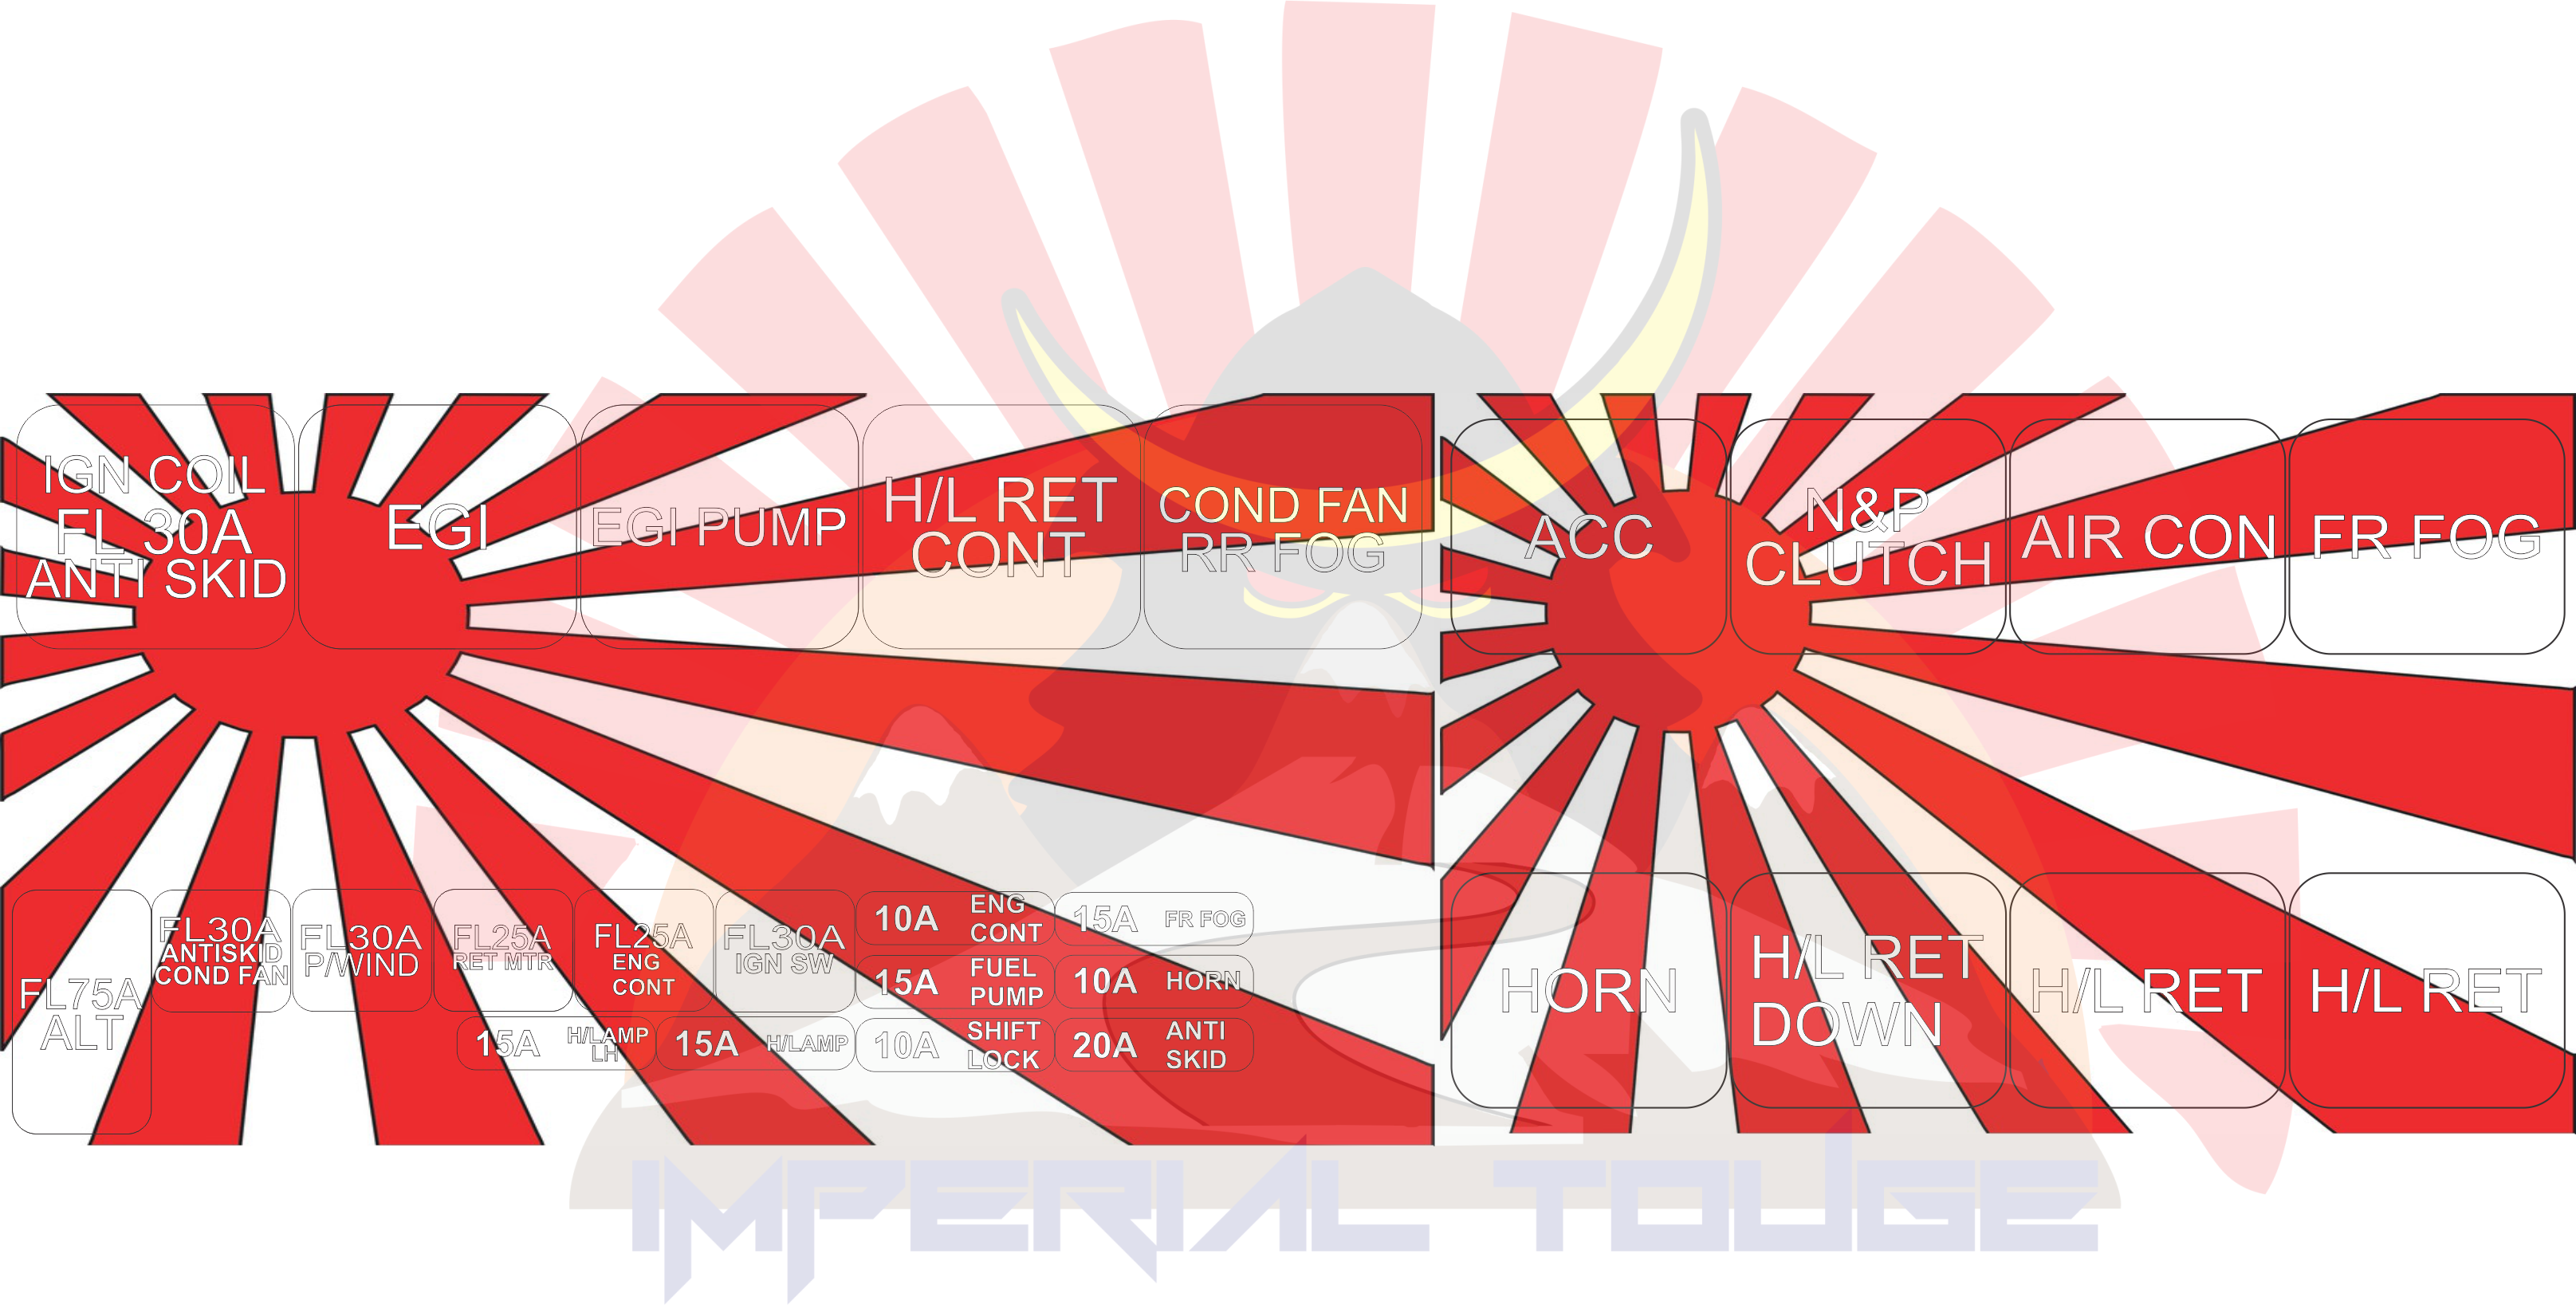 IGN COIL
FL 30A
ANTI SKID
EGI
EGI PUMP
H/L RET
CONT
COND FAN
RR FOG
ACC
N&P
CLUTCH
AIR CON
FR FOG
FL75A
ALT
FL30A
ANTISKID
COND FAN
FL30A
P/WIND
FL25A
RET MTR
FL25A
ENG
CONT
FL30A
IGN SW
10A ENG
CONT
15A FR FOG
15A FUEL
PUMP
10A HORN
15A H/LAMP
LH
15A H/LAMP
10A SHIFT
LOCK
20A ANTI
SKID
HORN
H/L RET
DOWN
H/L RET
H/L RET
IMPERIAL TOUGE